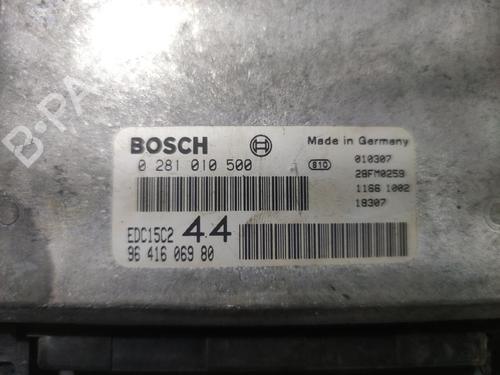 BOSCH
Made in Germany
0 281 010 500
610
010307
28FM0259
1166 1002
18307
EDC15C2 44
96 416 069 80
B-PA